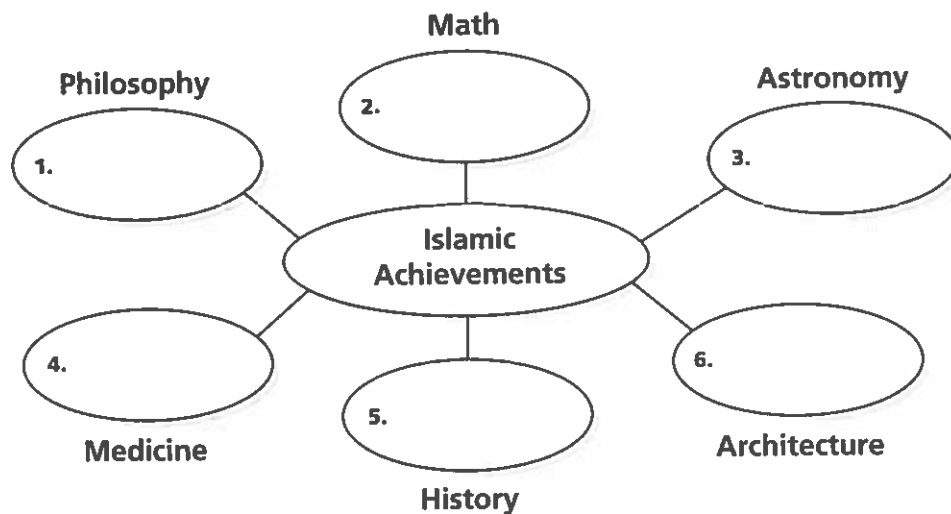 Math
Philosophy
Astronomy
2.
1.
3.
Islamic
Achievements
4.
5.
6.
Medicine
Architecture
History